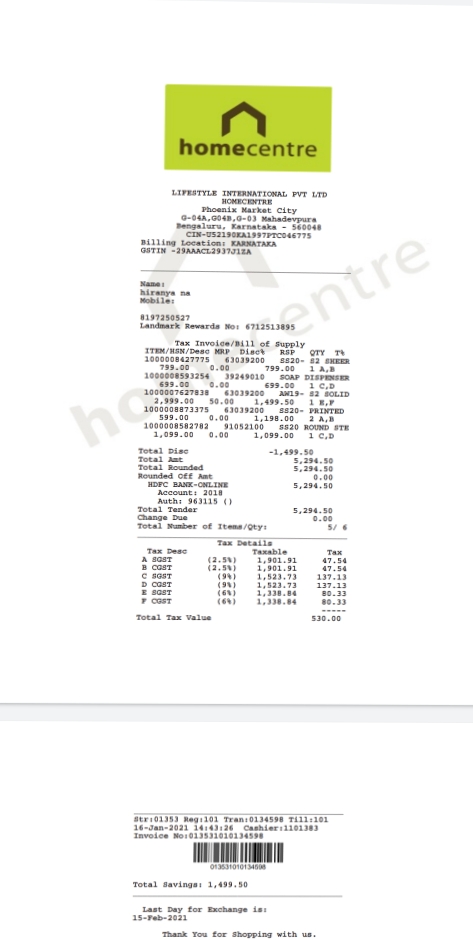 homecentre
LIFESTYLE INTERNATIONAL PVT LTD
HOMECENTRE
Phoenix Market City
G-04A,G04B,G-03 Mahadevpura
Bengaluru, Karnataka - 560048
CIN-U52190KA1997PTC046775
Billing Location: KARNATAKA
GSTIN -29AAACL2937J1ZA
Name:
hiranya na
Mobile:
8197250527
Landmark Rewards No: 6712513895
Tax Invoice/Bill of Supply
ITEM/HSN/Desc MRP Disc% RSP QTY T%
1000008427775 63039200 SS20- S2 SHEER
799.00 0.00 799.00 1 A,B
1000008593254 39249010 SOAP DISPENSER
699.00 0.00 699.00 1 C,D
1000007627838 63039200 AW19- S2 SOLID
2,999.00 50.00 1,499.50 1 E,F
1000008873375 63039200 SS20- PRINTED
599.00 0.00 1,198.00 2 A,B
1000008582782 91052100 SS20 ROUND STE
1,099.00 0.00 1,099.00 1 C,D
Total Disc -1,499.50
Total Amt 5,294.50
Total Rounded 5,294.50
Rounded Off Amt 0.00
HDFC BANK-ONLINE 5,294.50
Account: 2018
Auth: 963115 ()
Total Tender 5,294.50
Change Due 0.00
Total Number of Items/Qty: 5/ 6
Tax Details
Tax Desc Taxable Tax
A SGST (2.5%) 1,901.91 47.54
B CGST (2.5%) 1,901.91 47.54
C SGST (9%) 1,523.73 137.13
D CGST (9%) 1,523.73 137.13
E SGST (6%) 1,338.84 80.33
F CGST (6%) 1,338.84 80.33
-----
Total Tax Value 530.00
homecentre
Str:01353 Reg:101 Tran:0134598 Till:101
16-Jan-2021 14:43:26 Cashier:1101383
Invoice No:013531010134598
013531010134598
Total Savings: 1,499.50
Last Day for Exchange is:
15-Feb-2021
Thank You for Shopping with us.